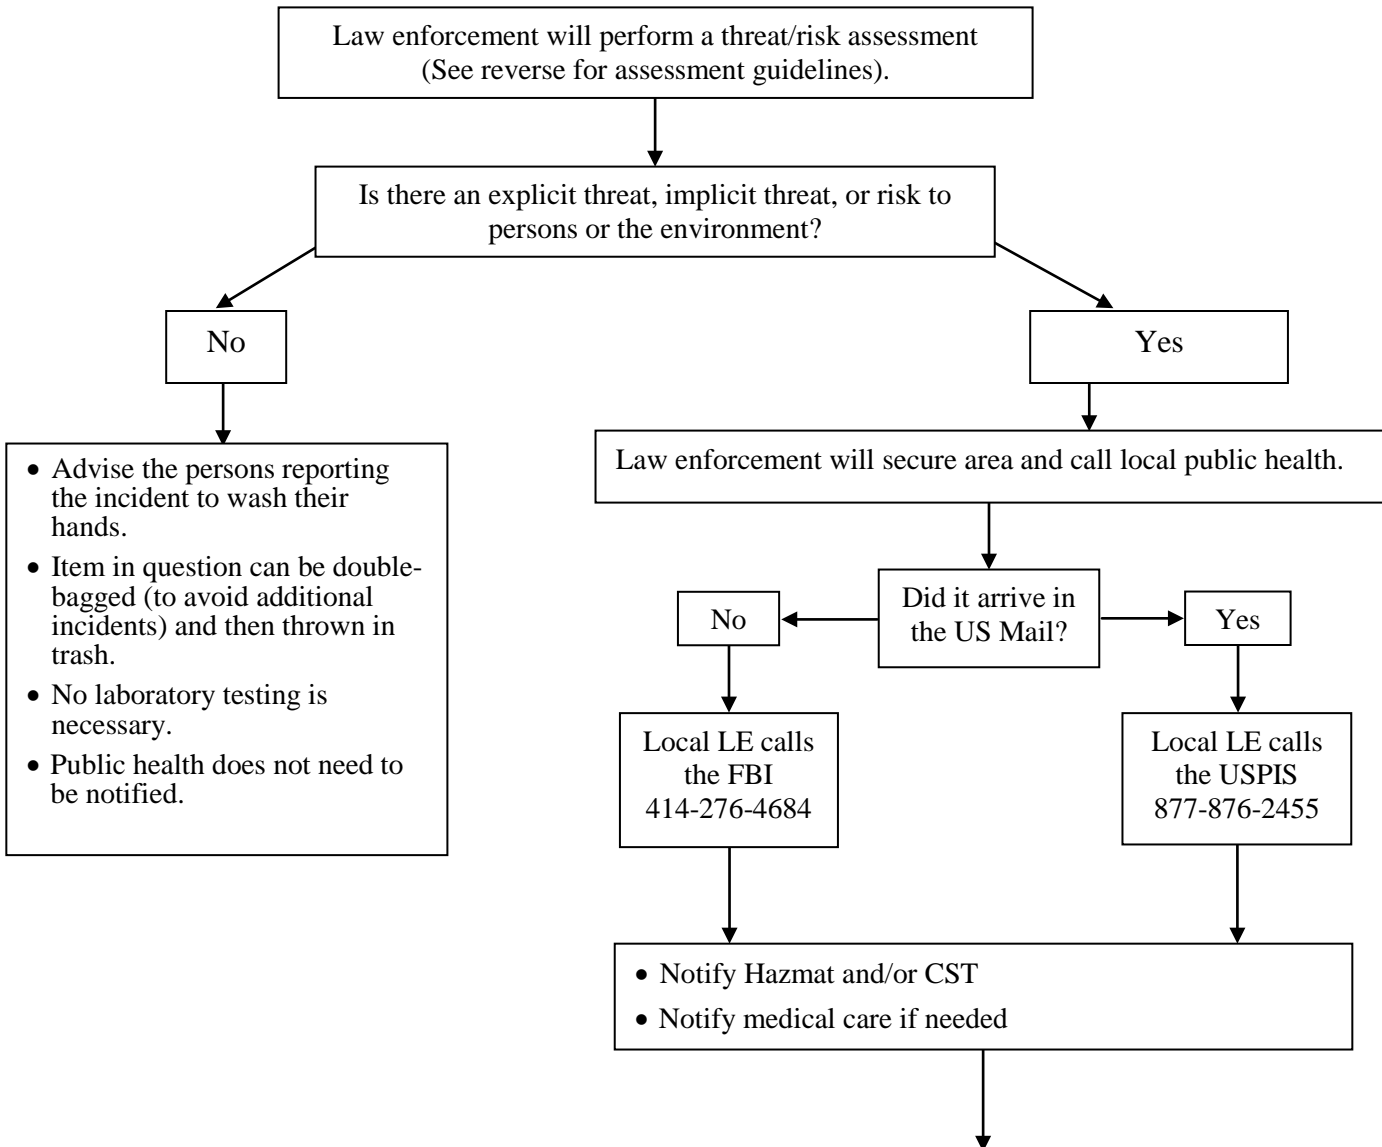 Law enforcement will perform a threat/risk assessment
(See reverse for assessment guidelines).
Is there an explicit threat, implicit threat, or risk to
persons or the environment?
No
Yes
• Advise the persons reporting
the incident to wash their
hands.
• Item in question can be double-
bagged (to avoid additional
incidents) and then thrown in
trash.
• No laboratory testing is
necessary.
• Public health does not need to
be notified.
Law enforcement will secure area and call local public health.
Did it arrive in
the US Mail?
No
Yes
Local LE calls
the FBI
414-276-4684
Local LE calls
the USPIS
877-876-2455
• Notify Hazmat and/or CST
• Notify medical care if needed